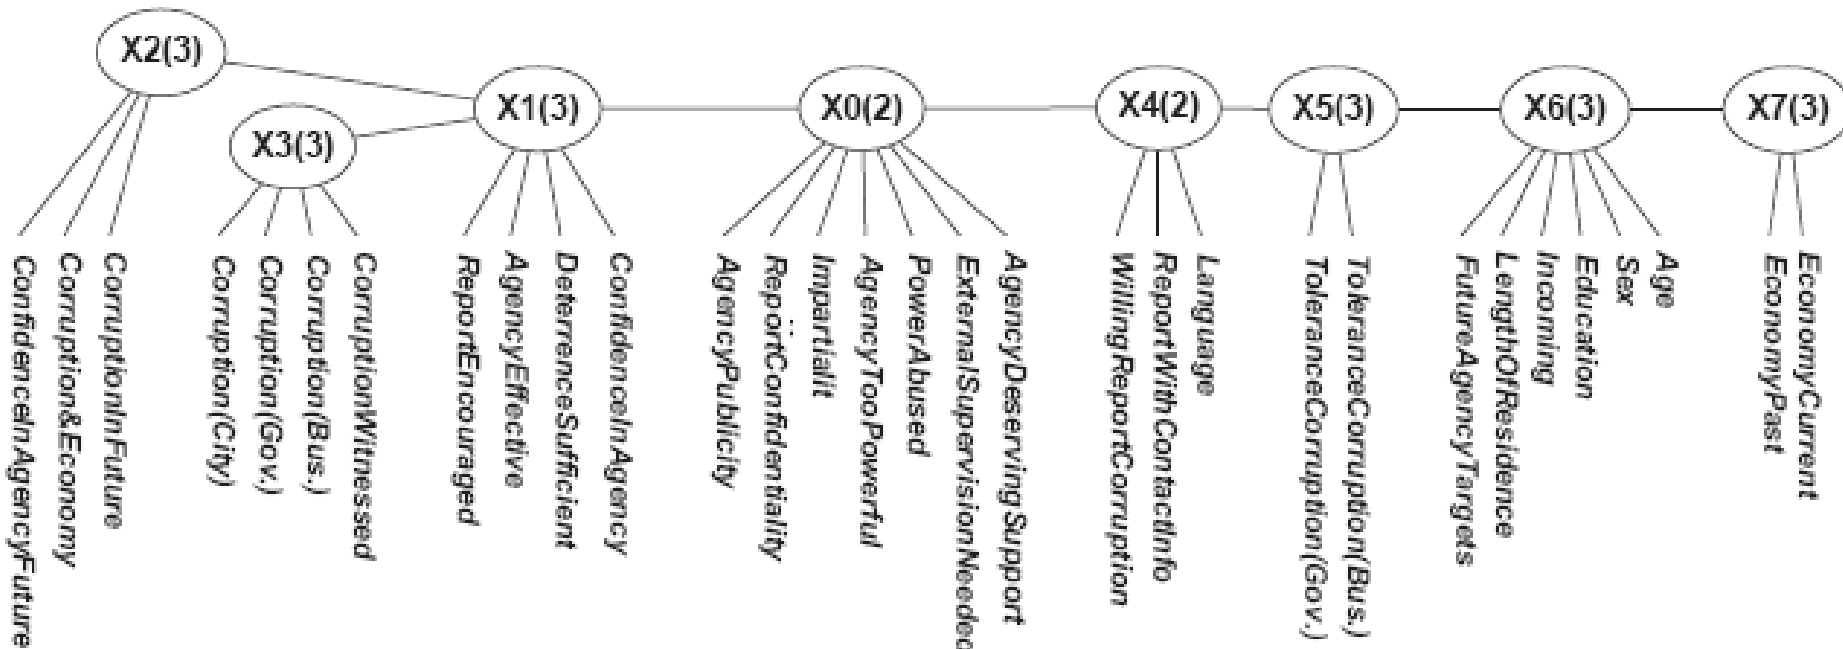 X2(3)
X3(3)
X1(3)
X0(2)
X4(2)
X5(3)
X6(3)
X7(3)
ConfidenceInAgencyFuture
Corruption&Economy
CorruptionInFuture
Corruption(City)
Corruption(Gov.)
Corruption(Bus.)
CorruptionWitnessed
ReportEncouraged
AgencyEffective
DeterrenceSufficient
ConfidenceInAgency
AgencyPublicity
ReportConfidentiality
Impartialit
AgencyTooPowerful
PowerAbused
ExternalSupervisionNeeded
AgencyDeservingSupport
WillingReportCorruption
ReportWithContactInfo
Language
ToleranceCorruption(Gov.)
ToleranceCorruption(Bus.)
FutureAgencyTargets
LengthOfResidence
Incoming
Education
Sex
Age
EconomyPast
EconomyCurrent